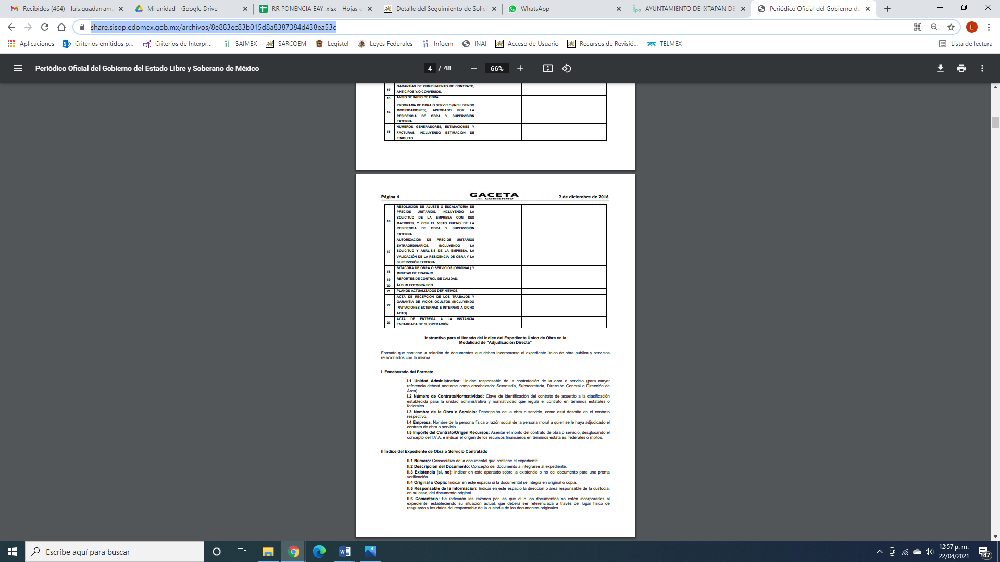 Recibidos (464) - luis.guadarrama
Mi unidad - Google Drive
RR PONENCIA EAY .xlsx - Hojas d
Detalle del Seguimiento de Solici
WhatsApp
AYUNTAMIENTO DE IXTAPAN DE
Periódico Oficial del Gobierno de
share.sisop.edomex.gob.mx/archivos/8e883ec83b015d8a8387384d438ea53c
L
Aplicaciones
Criterios emitidos p...
Criterios de Interpr...
SAIMEX
SARCOEM
Legistel
Leyes Federales
Infoem
INAI
Acceso de Usuario
Recursos de Revisió...
TELMEX
Lista de lectura
Periódico Oficial del Gobierno del Estado Libre y Soberano de México
4 / 48
66%
12 GARANTÍAS DE CUMPLIMIENTO DE CONTRATO,
ANTICIPOS Y/O CONVENIOS.
13 AVISO DE INICIO DE OBRA.
14 PROGRAMA DE OBRA O SERVICIO (INCLUYENDO
MODIFICACIONES), APROBADO POR LA
RESIDENCIA DE OBRA Y SUPERVISIÓN
EXTERNA.
15 NÚMEROS GENERADORES, ESTIMACIONES Y
FACTURAS, INCLUYENDO ESTIMACIÓN DE
FINIQUITO.
Página 4
GACETA
DEL GOBIERNO
2 de diciembre de 2016
16 RESOLUCIÓN DE AJUSTE O ESCALATORIA DE
PRECIOS UNITARIOS, INCLUYENDO LA
SOLICITUD DE LA EMPRESA CON SUS
MATRICES, Y CON EL VISTO BUENO DE LA
RESIDENCIA DE OBRA Y SUPERVISIÓN
EXTERNA.
17 AUTORIZACIÓN DE PRECIOS UNITARIOS
EXTRAORDINARIOS, INCLUYENDO LA
SOLICITUD Y ANÁLISIS DE LA EMPRESA, LA
VALIDACIÓN DE LA RESIDENCIA DE OBRA Y LA
SUPERVISIÓN EXTERNA.
18 BITÁCORA DE OBRA O SERVICIOS (ORIGINAL) Y
MINUTAS DE TRABAJO.
19 REPORTES DE CONTROL DE CALIDAD.
20 ÁLBUM FOTOGRÁFICO.
21 PLANOS ACTUALIZADOS DEFINITIVOS.
22 ACTA DE RECEPCIÓN DE LOS TRABAJOS Y
GARANTÍA DE VICIOS OCULTOS (INCLUYENDO
INVITACIONES EXTERNAS E INTERNAS A DICHO
ACTO).
23 ACTA DE ENTREGA A LA INSTANCIA
ENCARGADA DE SU OPERACIÓN.
Instructivo para el llenado del Índice del Expediente Único de Obra en la
Modalidad de "Adjudicación Directa"
Formato que contiene la relación de documentos que deben incorporarse al expediente único de obra pública y servicios
relacionados con la misma.
I Encabezado del Formato
I.1 Unidad Administrativa: Unidad responsable de la contratación de la obra o servicio (para mayor
referencia deberá anotarse como encabezado: Secretaría, Subsecretaría, Dirección General o Dirección de
Área).
I.2 Número de Contrato/Normatividad: Clave de identificación del contrato de acuerdo a la clasificación
establecida para la unidad administrativa y normatividad que regula el contrato en términos estatales o
federales.
I.3 Nombre de la Obra o Servicio: Descripción de la obra o servicio, como está descrita en el contrato
respectivo.
I.4 Empresa: Nombre de la persona física o razón social de la persona moral a quien se le haya adjudicado el
contrato de obra o servicio.
I.5 Importe del Contrato/Origen Recursos: Asentar el monto del contrato de obra o servicio, desglosando el
concepto del I.V.A. e indicar el origen de los recursos financieros en términos estatales, federales o mixtos.
II Índice del Expediente de Obra o Servicio Contratado
II.1 Número: Consecutivo de la documental que contiene el expediente.
II.2 Descripción del Documento: Concepto del documento a integrarse al expediente.
II.3 Existencia (si, no): Indicar en este apartado sobre la existencia o no del documento para una pronta
verificación.
II.4 Original o Copia: Indicar en este espacio si la documental se integra en original o copia.
II.5 Responsable de la Información: Indicar en este espacio la dirección o área responsable de la custodia,
en su caso, del documento original.
II.6 Comentario: Se indicarán las razones por las que el o los documentos no estén incorporados al
expediente, estableciendo su situación actual, que deberá ser referenciada a través del lugar físico de
resguardo y los datos del responsable de la custodia de los documentos originales.
Escribe aquí para buscar
12:57 p. m.
22/04/2021
47